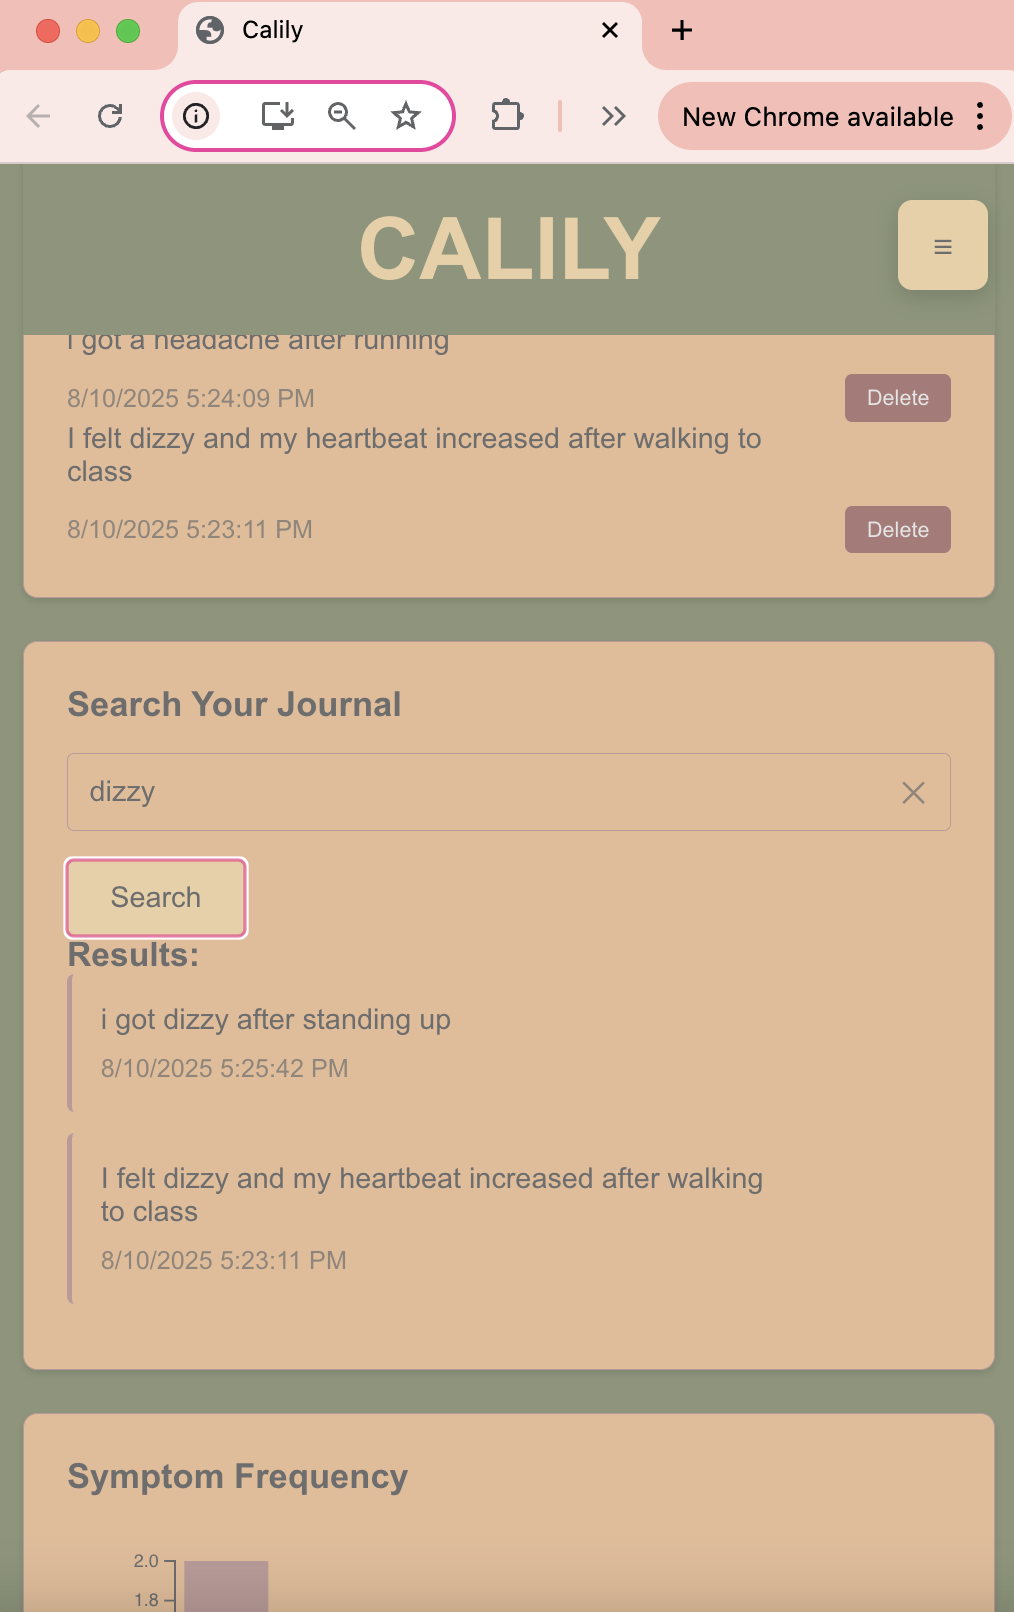 Calily
New Chrome available
CALILY
I got a headache after running
8/10/2025 5:24:09 PM
Delete
I felt dizzy and my heartbeat increased after walking to
class
8/10/2025 5:23:11 PM
Delete
Search Your Journal
dizzy
Search
Results:
i got dizzy after standing up
8/10/2025 5:25:42 PM
I felt dizzy and my heartbeat increased after walking
to class
8/10/2025 5:23:11 PM
Symptom Frequency
2.0
1.8